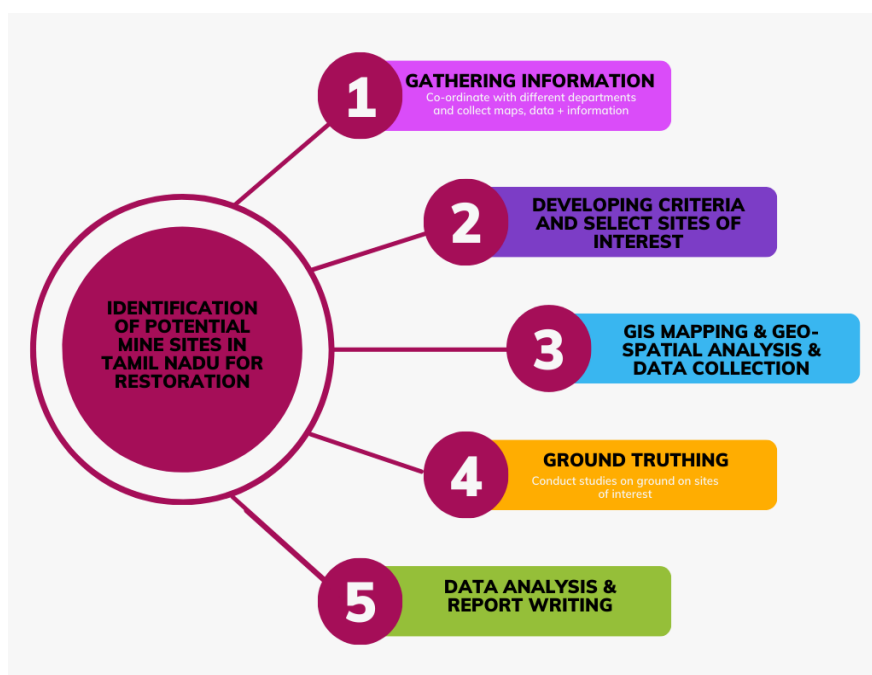 1
GATHERING INFORMATION
Co-ordinate with different departments
and collect maps, data + information
2
DEVELOPING CRITERIA
AND SELECT SITES OF
INTEREST
IDENTIFICATION
OF POTENTIAL
MINE SITES IN
TAMIL NADU FOR
RESTORATION
3
GIS MAPPING & GEO-
SPATIAL ANALYSIS &
DATA COLLECTION
4
GROUND TRUTHING
Conduct studies on ground on sites
of interest
5
DATA ANALYSIS &
REPORT WRITING